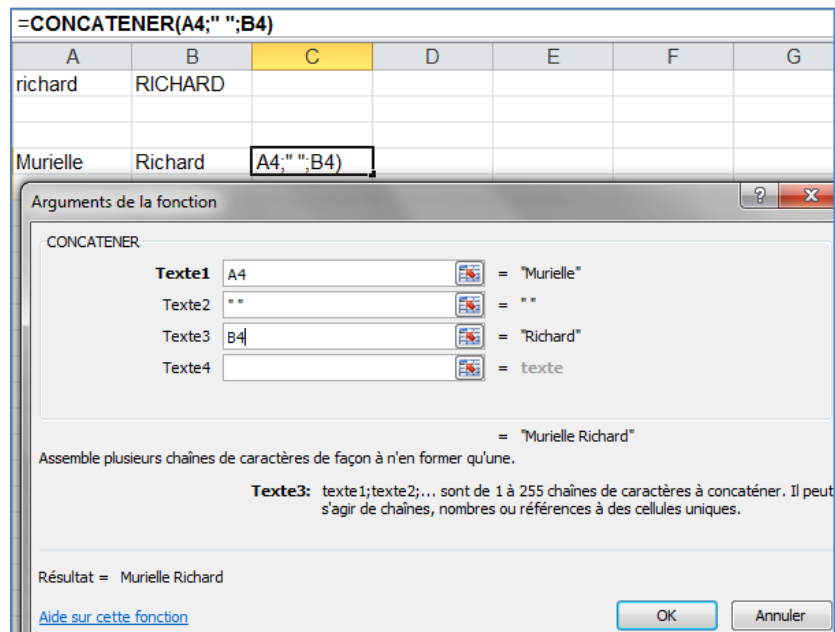 =CONCATENER(A4;" ";B4)
A B C D E F G
richard RICHARD
Murielle Richard A4;" ";B4)
Arguments de la fonction ? X
CONCATENER
Texte1 A4 = "Murielle"
Texte2 " " = " "
Texte3 B4 = "Richard"
Texte4 = texte
= "Murielle Richard"
Assemble plusieurs chaînes de caractères de façon à n'en former qu'une.
Texte3: texte1;texte2;... sont de 1 à 255 chaînes de caractères à concaténer. Il peut
s'agir de chaînes, nombres ou références à des cellules uniques.
Résultat = Murielle Richard
Aide sur cette fonction OK Annuler